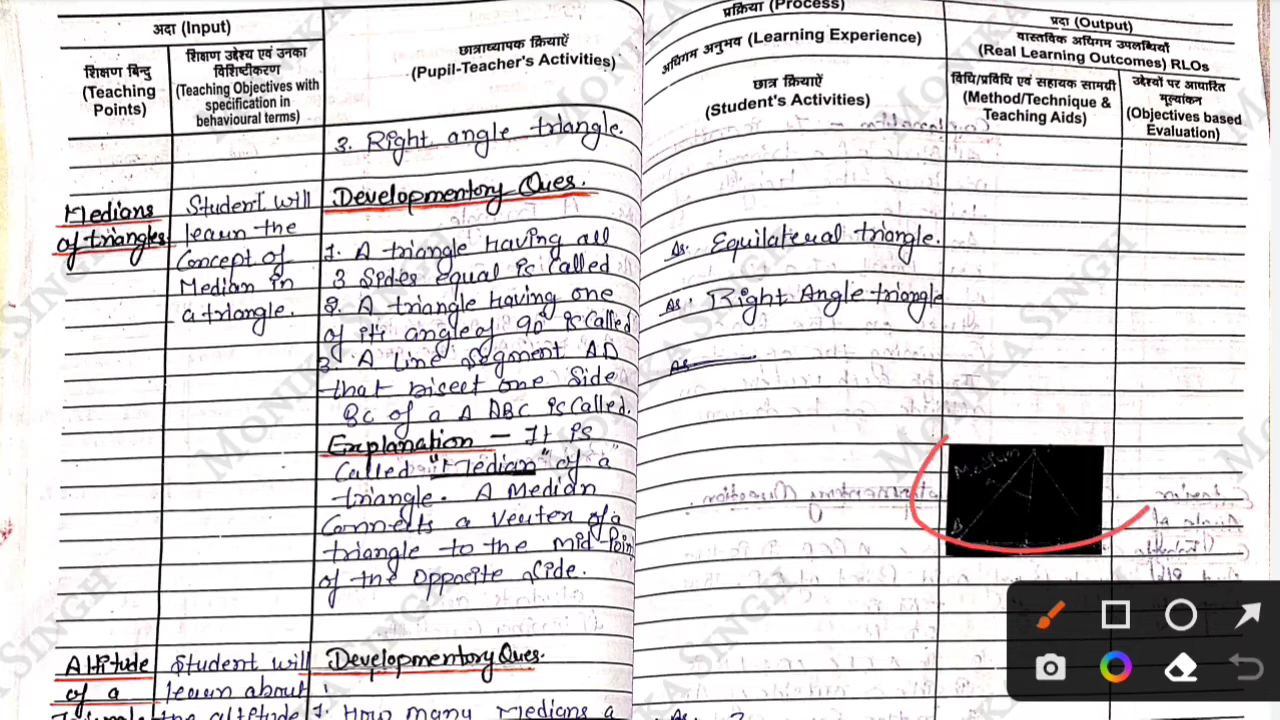 अदा (Input)
शिक्षण बिन्दु
(Teaching
Points)
शिक्षण उद्देश्य एवं उनका
विशिष्टीकरण
(Teaching Objectives with
specification in
behavioural terms)
छात्राध्यापक क्रियाऐं
(Pupil-Teacher's Activities)
3. Right angle triangle.
Medians
of triangles
Student will
learn the
Concept of
Median in
a triangle.
Developmentory Ques.
1. A triangle having all
3 Sides equal is called
2. A triangle having one
of its angle of 90° is called
3. A Line Segment AD
that bisect one Side
BC of a Δ ABC is called.
Explanation - It is
Called "Median" of a
triangle. A Median
Connects a Vertex of a
triangle to the mid-Point
of the opposite side.
Altitude
of a
Student will
learn about
the altitude
Developmentory Ques.
1. How many Medians a
प्रक्रिया (Process)
अधिगम अनुभव (Learning Experience)
छात्र क्रियाऐं
(Student's Activities)
As. Equilateral triangle.
As. Right Angle triangle
As.
As. ?
प्रदा (Output)
वास्तविक अधिगम उपलब्धियाँ
(Real Learning Outcomes) RLOs
विधि/प्रविधि एवं सहायक सामग्री
(Method/Technique &
Teaching Aids)
उद्देश्यों पर आधारित
मूल्यांकन
(Objectives based
Evaluation)
Median
B
MONIKA SINGH